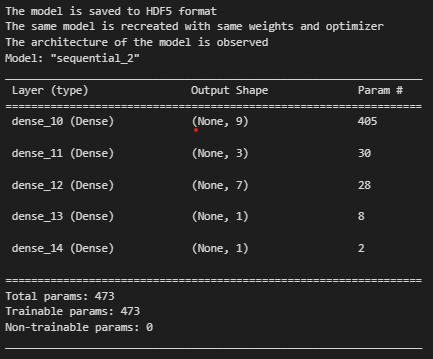 The model is saved to HDF5 format
The same model is recreated with same weights and optimizer
The architecture of the model is observed
Model: "sequential_2"
_________________________________________________________________
Layer (type) Output Shape Param #
=================================================================
dense_10 (Dense) (None, 9) 405
dense_11 (Dense) (None, 3) 30
dense_12 (Dense) (None, 7) 28
dense_13 (Dense) (None, 1) 8
dense_14 (Dense) (None, 1) 2
=================================================================
Total params: 473
Trainable params: 473
Non-trainable params: 0
_________________________________________________________________